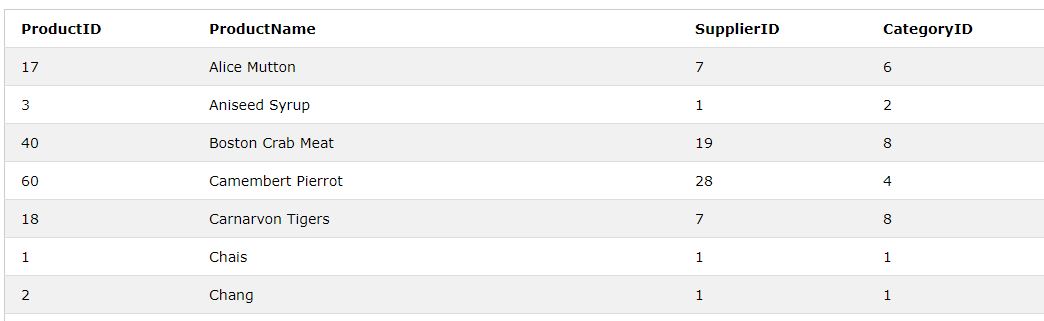 ProductID ProductName SupplierID CategoryID
17 Alice Mutton 7 6
3 Aniseed Syrup 1 2
40 Boston Crab Meat 19 8
60 Camembert Pierrot 28 4
18 Carnarvon Tigers 7 8
1 Chais 1 1
2 Chang 1 1